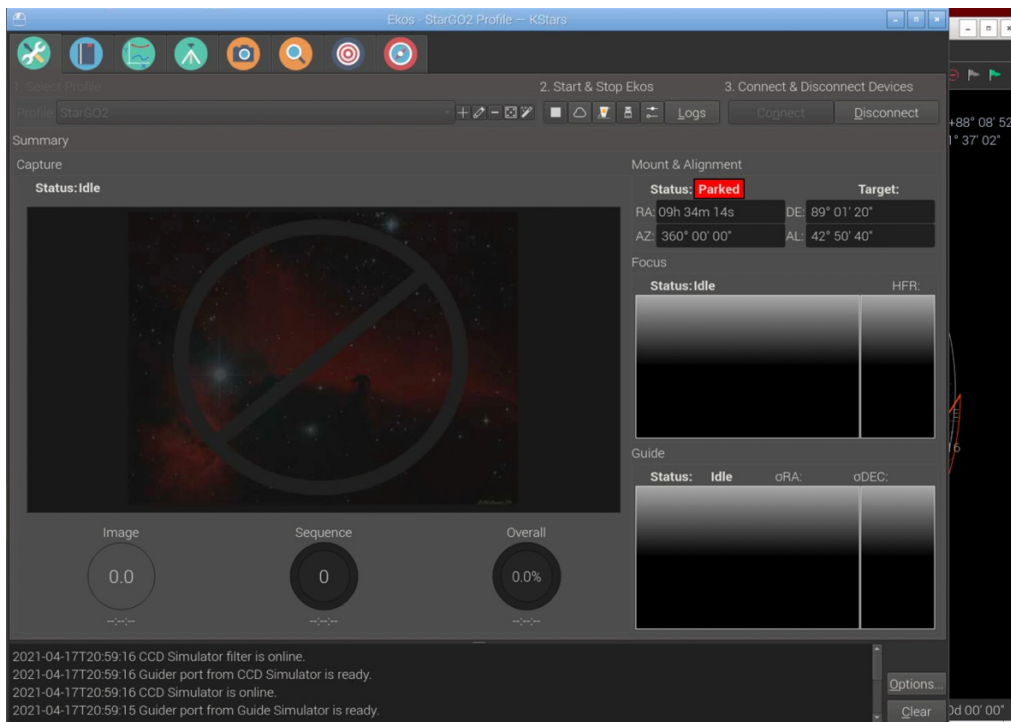 Ekos - StarGO2 Profile — KStars
1. Select Profile
2. Start & Stop Ekos
3. Connect & Disconnect Devices
Profile: StarGO2
Logs
Connect
Disconnect
+88° 08' 52
1° 37' 02"
Summary
Capture
Mount & Alignment
Status: Idle
Status: Parked
Target:
RA: 09h 34m 14s
DE: 89° 01' 20"
AZ: 360° 00' 00"
AL: 42° 50' 40"
Focus
Status: Idle
HFR:
E
Guide
Status: Idle
σRA:
σDEC:
Image
Sequence
Overall
0.0
0
0.0%
--:--:--
--:--:--
--:--:--
2021-04-17T20:59:16 CCD Simulator filter is online.
2021-04-17T20:59:16 Guider port from CCD Simulator is ready.
2021-04-17T20:59:16 CCD Simulator is online.
2021-04-17T20:59:15 Guider port from Guide Simulator is ready.
Options...
Clear
0d 00' 00"